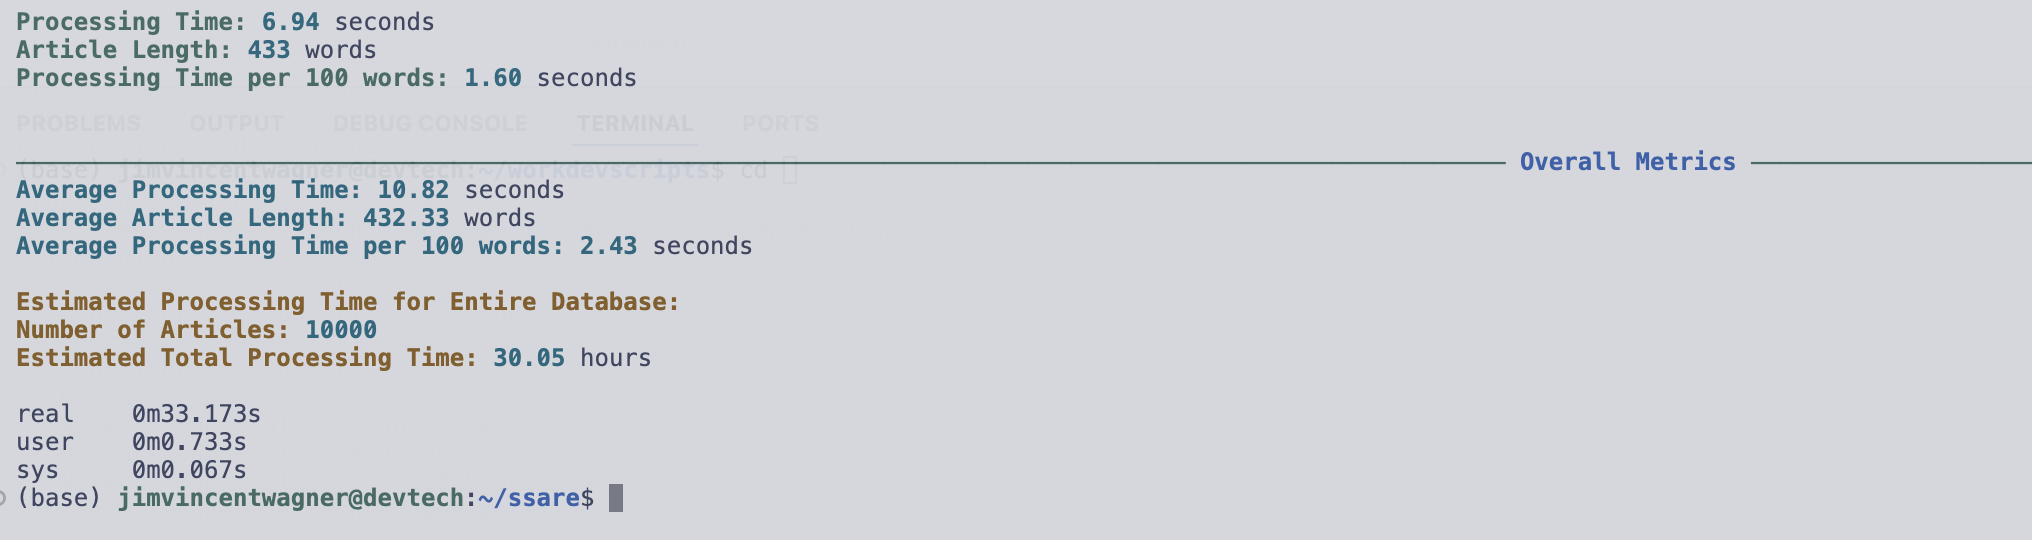 Processing Time: 6.94 seconds
Article Length: 433 words
Processing Time per 100 words: 1.60 seconds
PROBLEMS OUTPUT DEBUG CONSOLE TERMINAL PORTS
Overall Metrics
(base) jimvincentwagner@devtech:~/workdevscripts$ cd
Average Processing Time: 10.82 seconds
Average Article Length: 432.33 words
Average Processing Time per 100 words: 2.43 seconds
Estimated Processing Time for Entire Database:
Number of Articles: 10000
Estimated Total Processing Time: 30.05 hours
real 0m33.173s
user 0m0.733s
sys 0m0.067s
(base) jimvincentwagner@devtech:~/ssare$